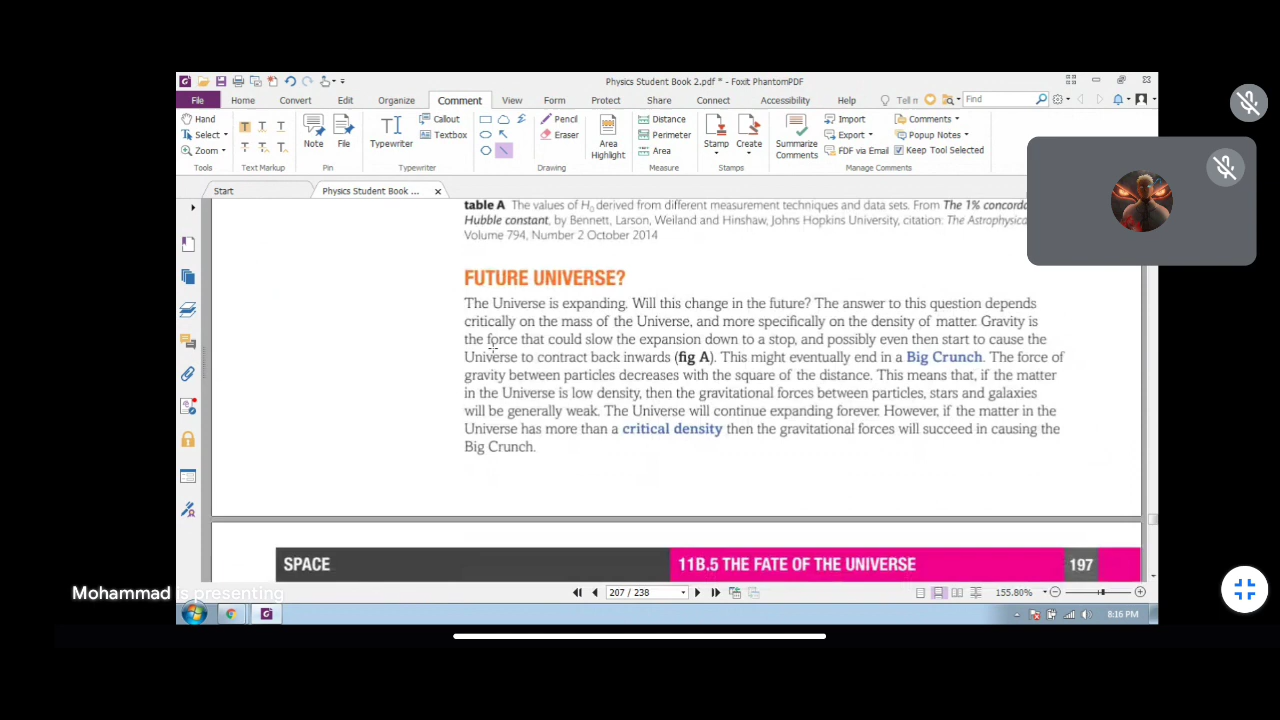 Physics Student Book 2.pdf * - Foxit PhantomPDF
File Home Convert Edit Organize Comment View Form Protect Share Connect Accessibility Help Tell Find
Hand
Select
Zoom
Tools
Text Markup
Note
File
Pin
Typewriter
Callout
Textbox
Typewriter
Pencil
Eraser
Area Highlight
Drawing
Distance
Perimeter
Area
Measure
Stamp
Create
Stamps
Summarize Comments
Import
Export
FDF via Email
Comments
Popup Notes
Keep Tool Selected
Manage Comments
Start
Physics Student Book ...
table A The values of H0 derived from different measurement techniques and data sets. From The 1%
Hubble constant, by Bennett, Larson, Weiland and Hinshaw, Johns Hopkins University, citation: The
Volume 794, Number 2 October 2014
FUTURE UNIVERSE?
The Universe is expanding. Will this change in the future? The answer to this question depends
critically on the mass of the Universe, and more specifically on the density of matter. Gravity is
the force that could slow the expansion down to a stop, and possibly even then start to cause the
Universe to contract back inwards (fig A). This might eventually end in a Big Crunch. The force of
gravity between particles decreases with the square of the distance. This means that, if the matter
in the Universe is low density, then the gravitational forces between particles, stars and galaxies
will be generally weak. The Universe will continue expanding forever. However, if the matter in the
Universe has more than a critical density then the gravitational forces will succeed in causing the
Big Crunch.
SPACE 11B.5 THE FATE OF THE UNIVERSE 197
Mohammad is presenting
207 / 238
155.80%
8:16 PM